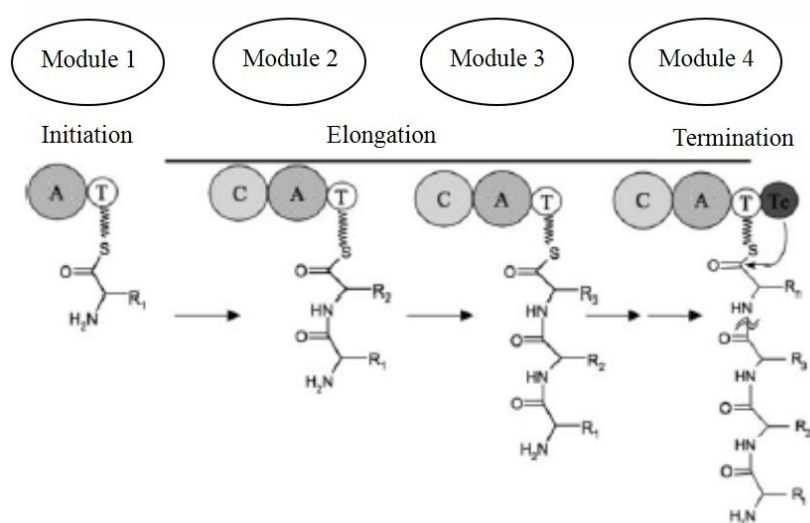 Module 1 Module 2 Module 3 Module 4
Initiation Elongation Termination
A T C A T C A T C A T Te
S S S S
O O O O
R₁ R₂ R₃ Rₙ
H₂N HN HN HN
O O O
R₁ R₂ R₃
H₂N HN HN
O O
R₁ R₂
H₂N HN
O
R₁
H₂N